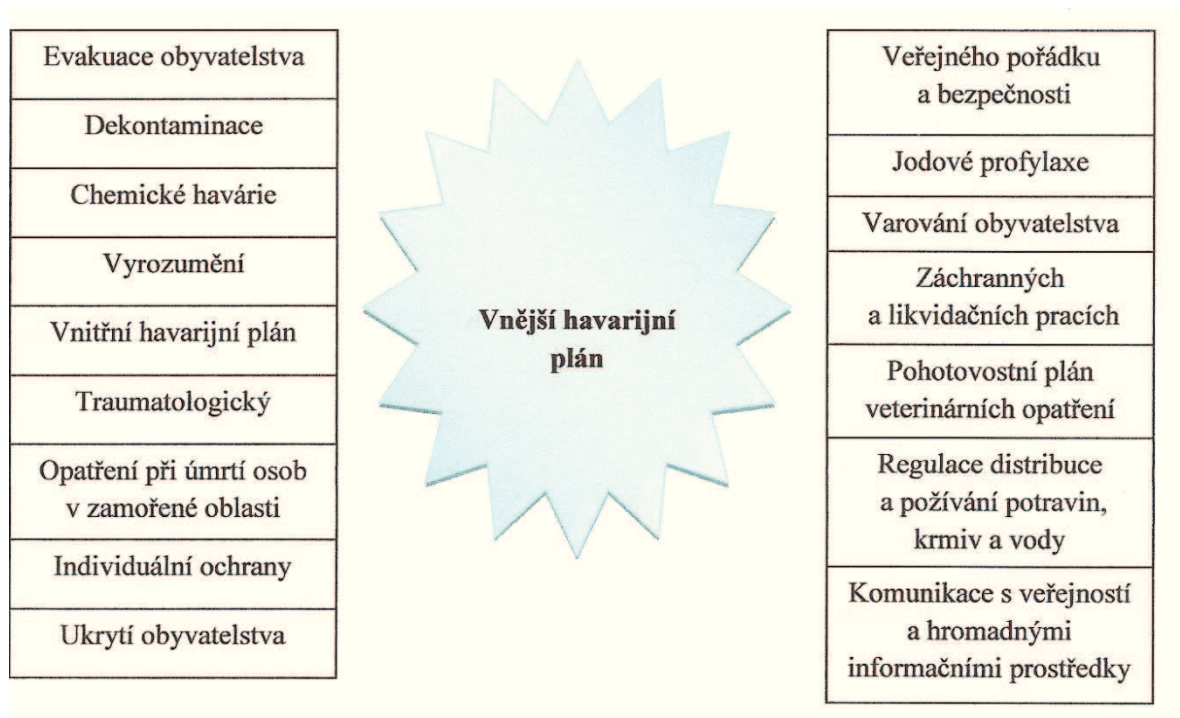 Evakuace obyvatelstva
Dekontaminace
Chemické havárie
Vyrozumění
Vnitřní havarijní plán
Traumatologický
Opatření při úmrtí osob
v zamořené oblasti
Individuální ochrany
Ukrytí obyvatelstva
Vnější havarijní
plán
Veřejného pořádku
a bezpečnosti
Jodové profylaxe
Varování obyvatelstva
Záchranných
a likvidačních pracích
Pohotovostní plán
veterinárních opatření
Regulace distribuce
a požívání potravin,
krmiv a vody
Komunikace s veřejností
a hromadnými
informačními prostředky